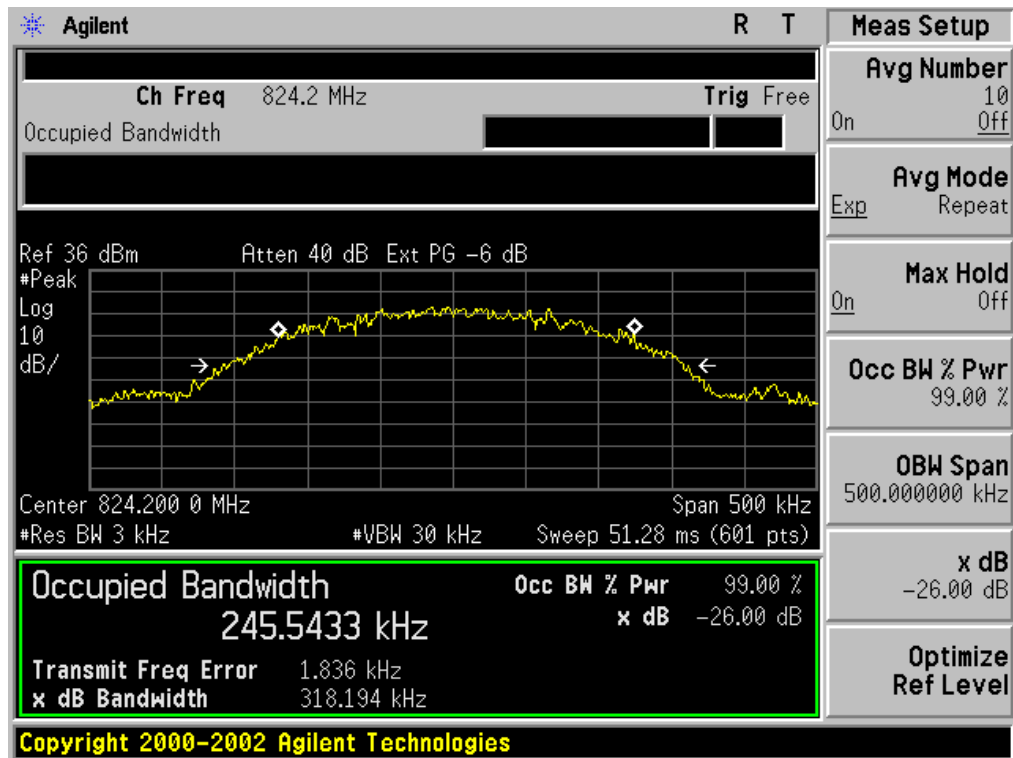 Agilent R T
Ch Freq 824.2 MHz Trig Free
Occupied Bandwidth
Ref 36 dBm Atten 40 dB Ext PG -6 dB
#Peak
Log
10
dB/
Center 824.200 0 MHz Span 500 kHz
#Res BW 3 kHz #VBW 30 kHz Sweep 51.28 ms (601 pts)
Occupied Bandwidth Occ BW % Pwr 99.00 %
245.5433 kHz x dB -26.00 dB
Transmit Freq Error 1.836 kHz
x dB Bandwidth 318.194 kHz
Copyright 2000-2002 Agilent Technologies
Meas Setup
Avg Number
10
On Off
Avg Mode
Exp Repeat
Max Hold
On Off
Occ BW % Pwr
99.00 %
OBW Span
500.000000 kHz
x dB
-26.00 dB
Optimize
Ref Level